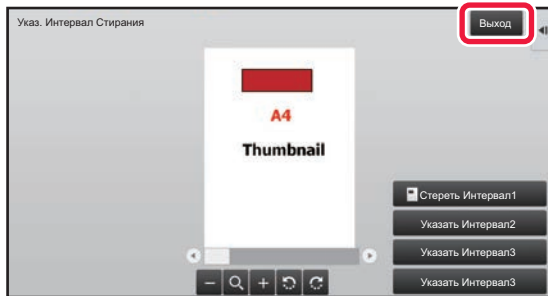 Указ. Интервал Стирания
Выход
A4
Thumbnail
Стереть Интервал1
Указать Интервал2
Указать Интервал3
Указать Интервал3